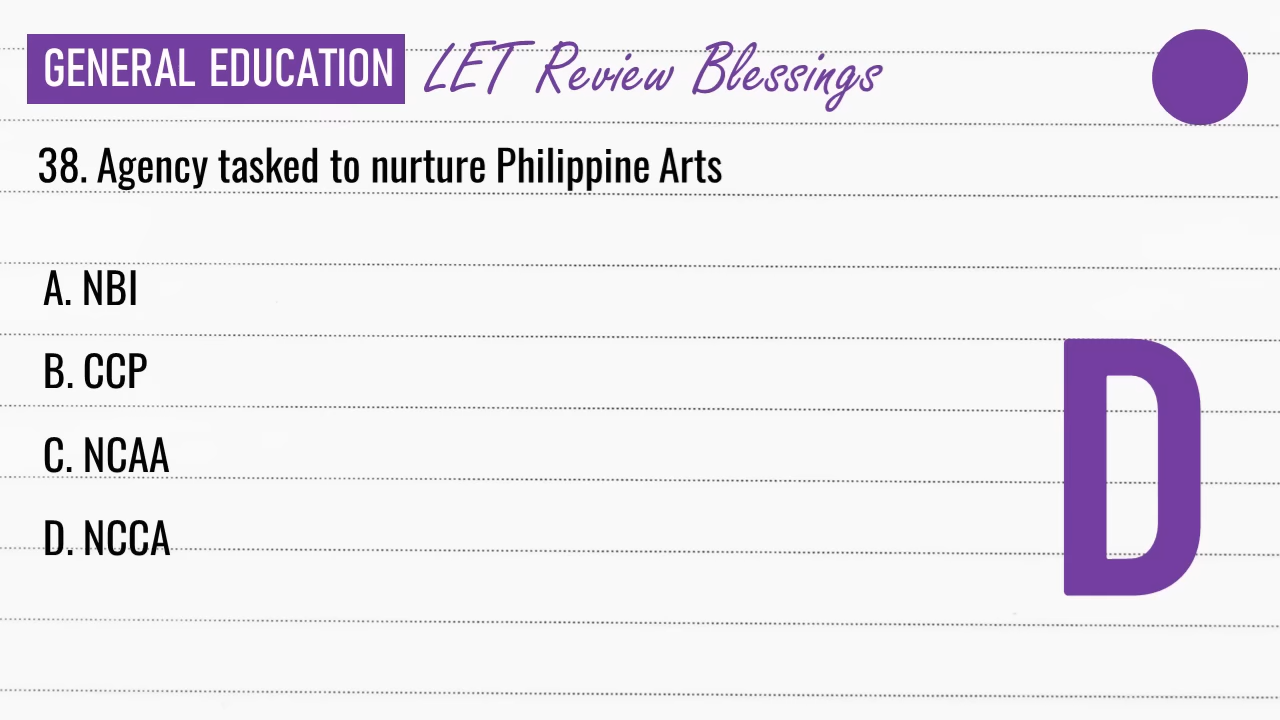 GENERAL EDUCATION LET Review Blessings
38. Agency tasked to nurture Philippine Arts
A. NBI
B. CCP
C. NCAA
D. NCCA
D